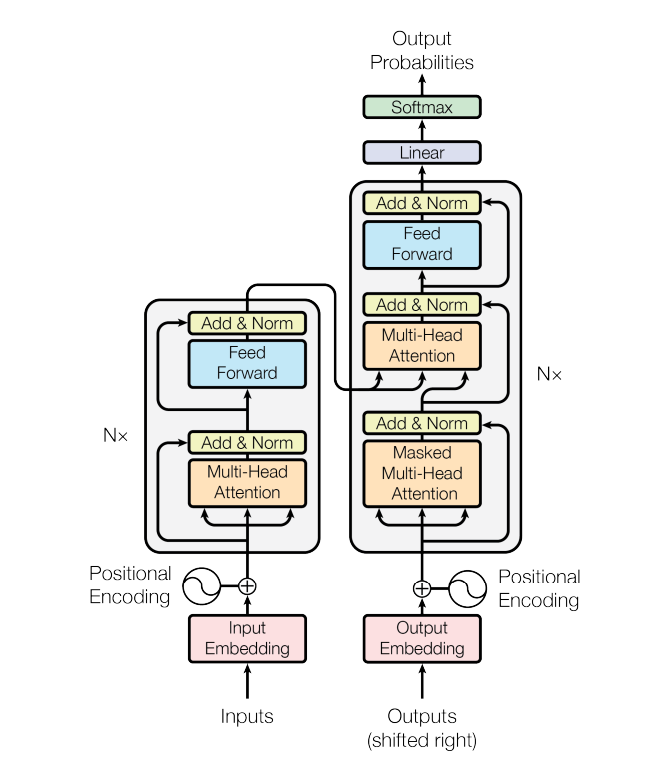 Output
Probabilities
Softmax
Linear
Add & Norm
Feed
Forward
Add & Norm
Multi-Head
Attention
Add & Norm
Masked
Multi-Head
Attention
Nx
Add & Norm
Feed
Forward
Add & Norm
Multi-Head
Attention
Nx
Positional
Encoding
Positional
Encoding
Input
Embedding
Output
Embedding
Inputs
Outputs
(shifted right)